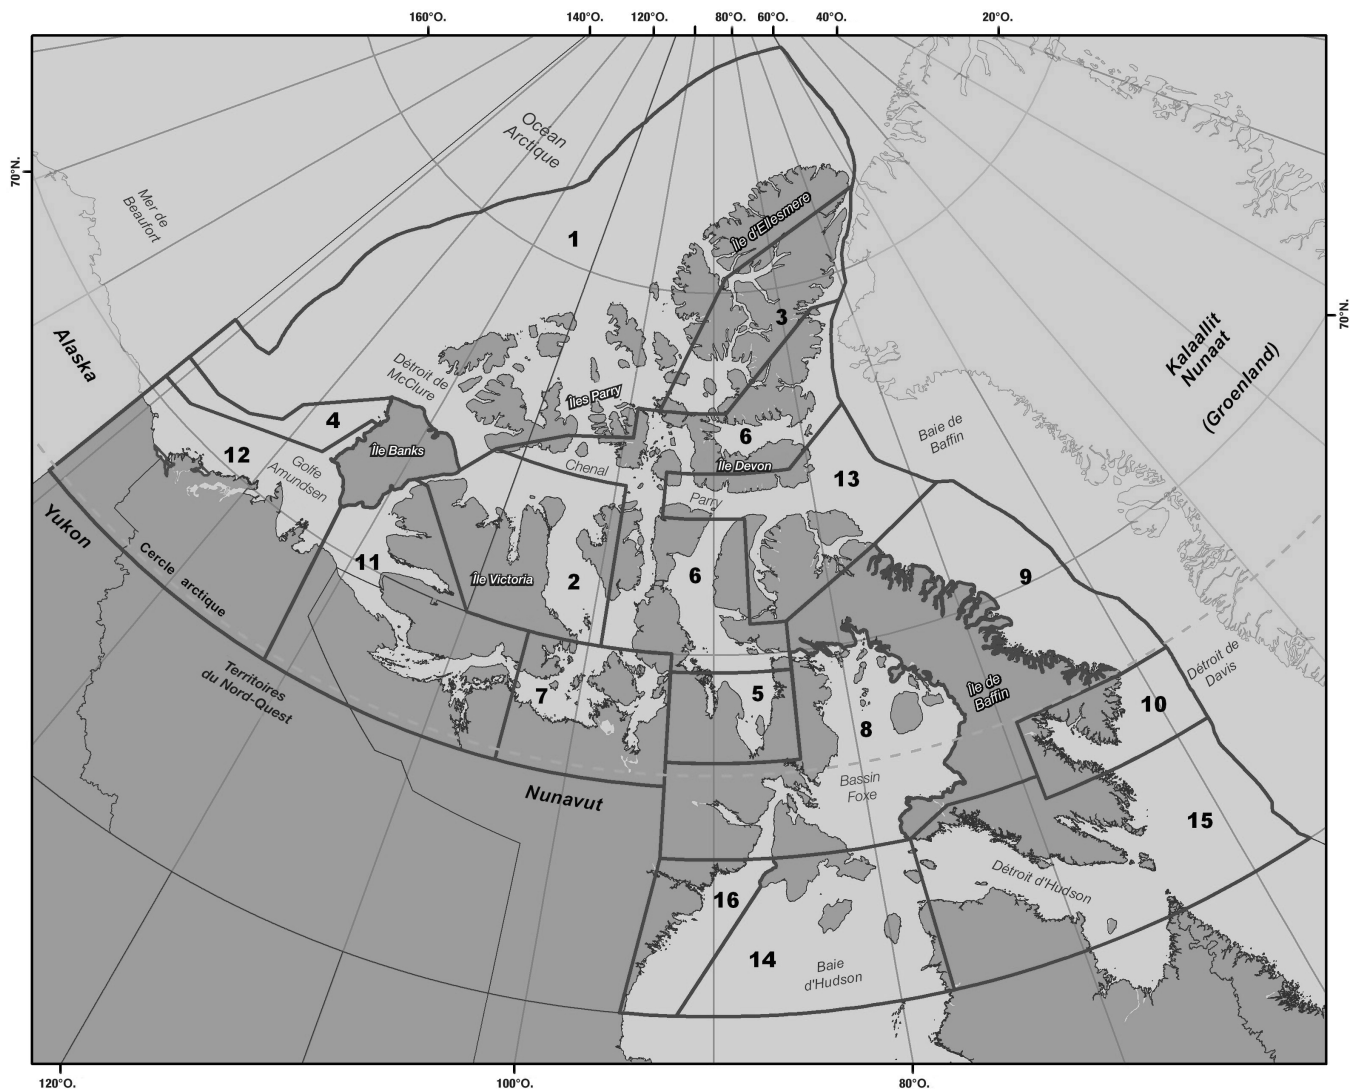 160°O.
140°O.
120°O.
80°O.
60°O.
40°O.
20°O.
70°N.
Océan
Arctique
Mer de
Beaufort
1
Île d'Ellesmere
3
70°N.
Alaska
Kalaallit
Nunaat
(Groenland)
Détroit de
McClure
Îles Parry
4
Île Banks
12
Golfe
Amundsen
Chenal
6
Île Devon
Baie de
Baffin
13
Parry
Yukon
Cercle arctique
11
Île Victoria
2
6
9
Territoires
du Nord-Quest
7
5
8
Île de
Baffin
10
Détroit de
Davis
Nunavut
Bassin
Foxe
15
Détroit d'Hudson
16
14
Baie
d'Hudson
120°O.
100°O.
80°O.